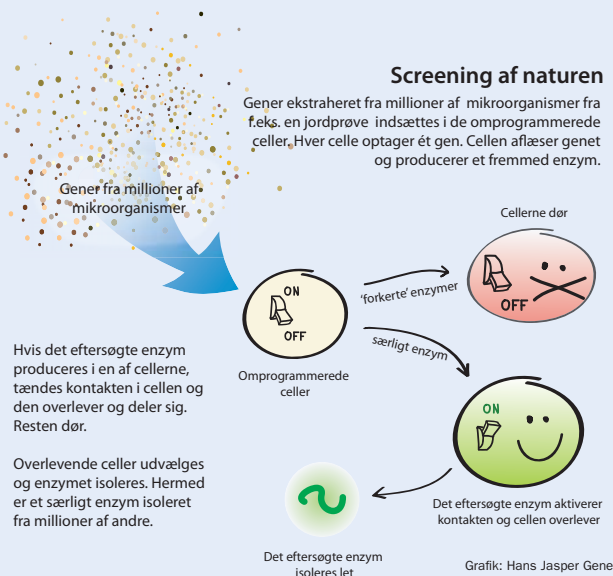 Screening af naturen
Gener ekstraheret fra millioner af mikroorganismer fra
f.eks. en jordprøve indsættes i de omprogrammerede
celler. Hver celle optager ét gen. Cellen aflæser genet
og producerer et fremmed enzym.
Gener fra millioner af
mikroorganismer
Cellerne dør
OFF
'forkerte' enzymer
ON
OFF
Omprogrammerede
celler
særligt enzym
ON
Det eftersøgte enzym aktiverer
kontakten og cellen overlever
Hvis det eftersøgte enzym
produceres i en af cellerne,
tændes kontakten i cellen og
den overlever og deler sig.
Resten dør.
Overlevende celler udvælges
og enzymet isoleres. Hermed
er et særligt enzym isoleret
fra millioner af andre.
Det eftersøgte enzym
isoleres let
Grafik: Hans Jasper Gene